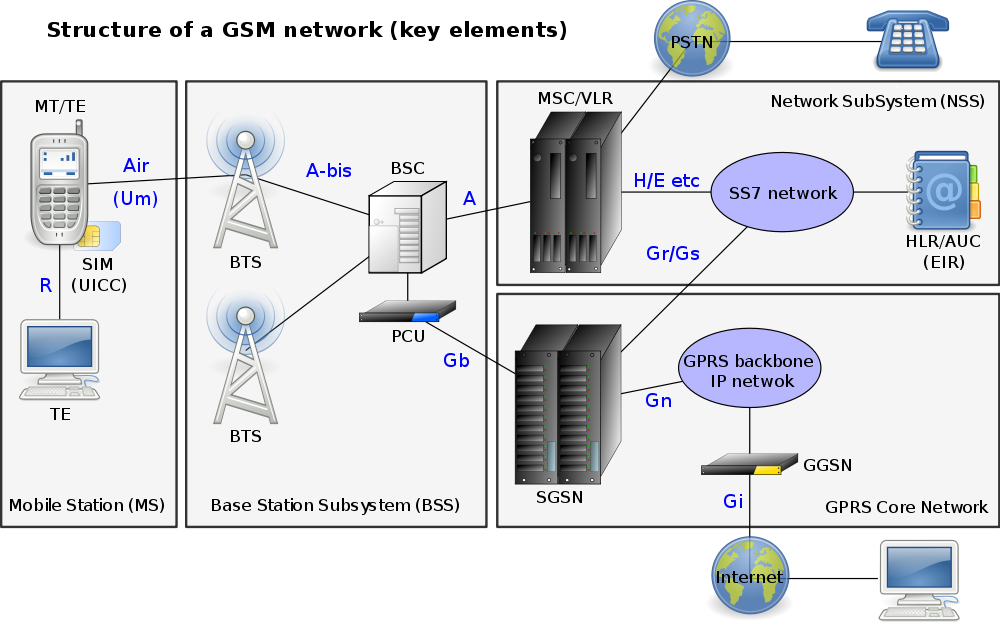 Structure of a GSM network (key elements)
PSTN
MT/TE
Air
(Um)
SIM
(UICC)
R
TE
Mobile Station (MS)
BTS
A-bis
BSC
A
BTS
PCU
Gb
Base Station Subsystem (BSS)
MSC/VLR
Network SubSystem (NSS)
H/E etc
SS7 network
HLR/AUC
(EIR)
Gr/Gs
GPRS backbone
IP netwok
Gn
SGSN
GGSN
Gi
GPRS Core Network
Internet